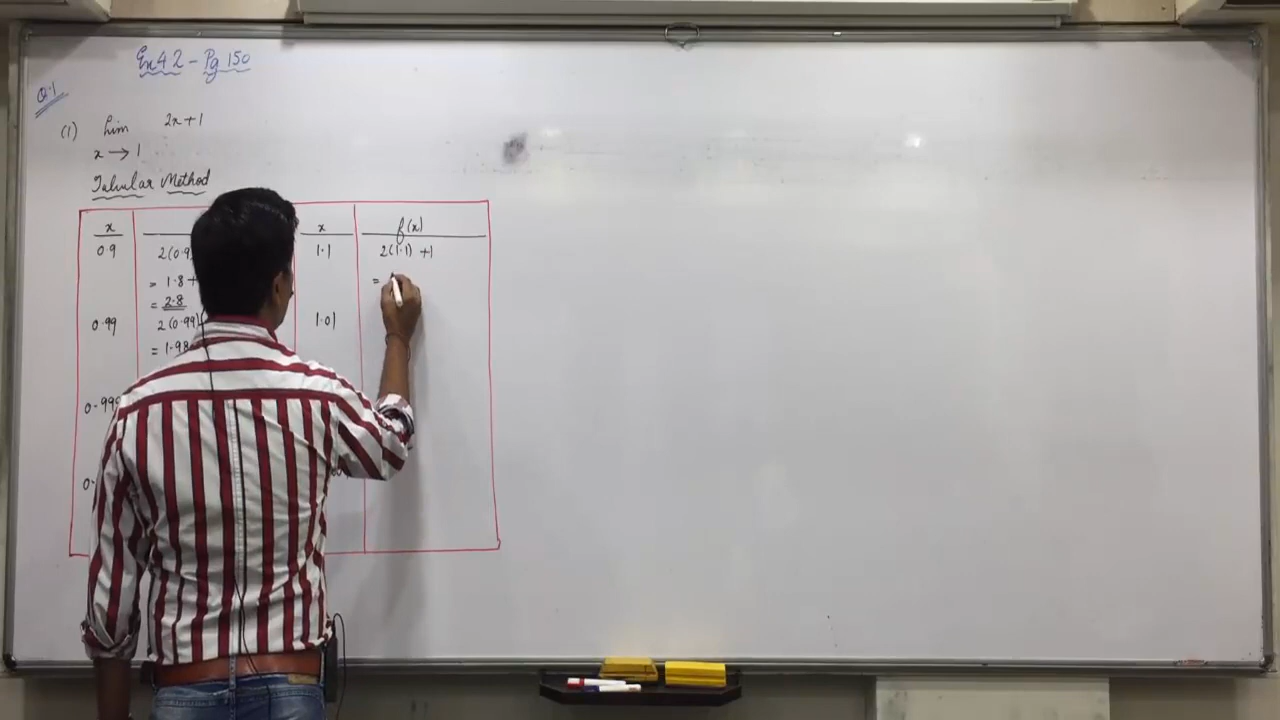 Ex 4.2 - Pg 150
Q.1
(1) lim 2x+1
x → 1
Tabular Method
x x f(x)
0.9 2(0.9) 1.1 2(1.1) +1
= 1.8 + =
= 2.8
0.99 2(0.99) 1.01
= 1.98
0.999
0.